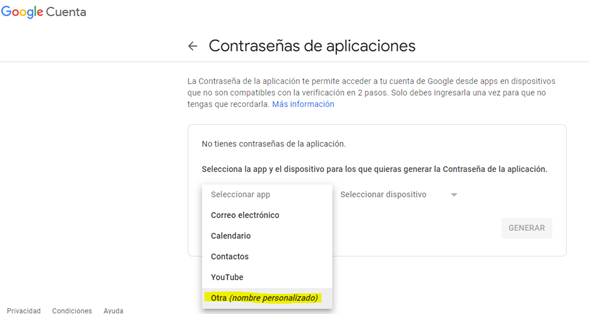 Google Cuenta
← Contraseñas de aplicaciones
La Contraseña de la aplicación te permite acceder a tu cuenta de Google desde apps en dispositivos
que no son compatibles con la verificación en 2 pasos. Solo debes ingresarla una vez para que no
tengas que recordarla. Más información
No tienes contraseñas de la aplicación.
Selecciona la app y el dispositivo para los que quieras generar la Contraseña de la aplicación.
Seleccionar app
Seleccionar dispositivo
Correo electrónico
Calendario
GENERAR
Contactos
YouTube
Otra (nombre personalizado)
Privacidad Condiciones Ayuda